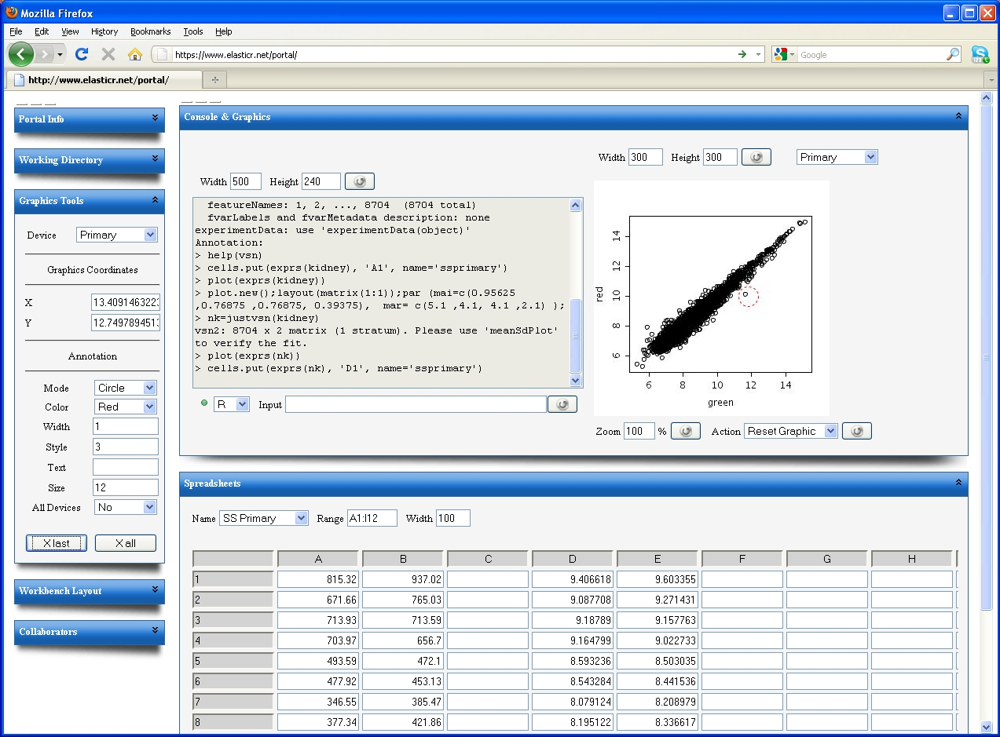 Mozilla Firefox
File Edit View History Bookmarks Tools Help
https://www.elasticr.net/portal/
Google
http://www.elasticr.net/portal/
Portal Info
Working Directory
Graphics Tools
Device Primary
Graphics Coordinates
X 13.4091463223
Y 12.7497894513
Annotation
Mode Circle
Color Red
Width 1
Style 3
Text
Size 12
All Devices No
X last X all
Workbench Layout
Collaborators
Console & Graphics
Width 500 Height 240
featureNames: 1, 2, ..., 8704 (8704 total)
fvarLabels and fvarMetadata description: none
experimentData: use 'experimentData(object)'
Annotation:
> help(vsn)
> cells.put(exprs(kidney), 'A1', name='ssprimary')
> plot(exprs(kidney))
> plot.new();layout(matrix(1:1));par (mai=c(0.95625
,0.76875 ,0.76875, 0.39375), mar= c(5.1 ,4.1, 4.1 ,2.1) );
> nk=justvsn(kidney)
vsn2: 8704 x 2 matrix (1 stratum). Please use 'meanSdPlot'
to verify the fit.
> plot(exprs(nk))
> cells.put(exprs(nk), 'D1', name='ssprimary')
R Input
Width 300 Height 300 Primary
14
12
10
8
6
red
6 8 10 12 14
green
Zoom 100 % Action Reset Graphic
Spreadsheets
Name SS Primary Range A1:I12 Width 100
A B C D E F G H
1 815.32 937.02 9.406618 9.603355
2 671.66 765.03 9.087708 9.271431
3 713.93 713.59 9.18789 9.157763
4 703.97 656.7 9.164799 9.022733
5 493.59 472.1 8.593236 8.503035
6 477.92 453.13 8.543284 8.441536
7 346.55 385.47 8.079124 8.208979
8 377.34 421.86 8.195122 8.336617